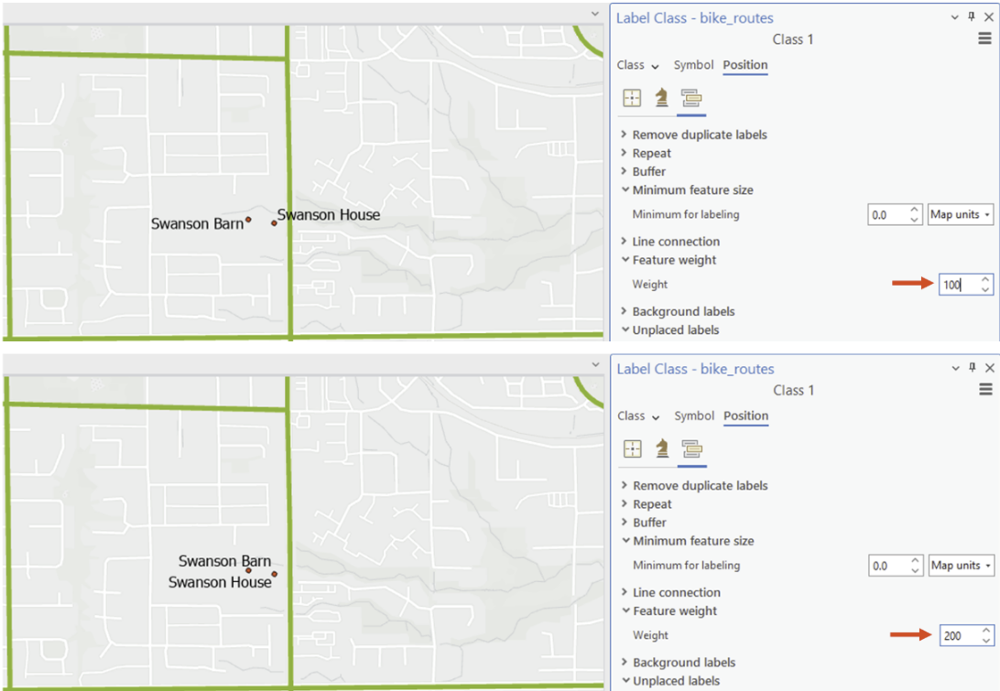 Label Class - bike_routes
Class 1
Class Symbol Position
Remove duplicate labels
Repeat
Buffer
Minimum feature size
Minimum for labeling 0.0 Map units
Line connection
Feature weight
Weight 100
Background labels
Unplaced labels
Swanson House
Swanson Barn
Label Class - bike_routes
Class 1
Class Symbol Position
Remove duplicate labels
Repeat
Buffer
Minimum feature size
Minimum for labeling 0.0 Map units
Line connection
Feature weight
Weight 200
Background labels
Unplaced labels
Swanson Barn
Swanson House